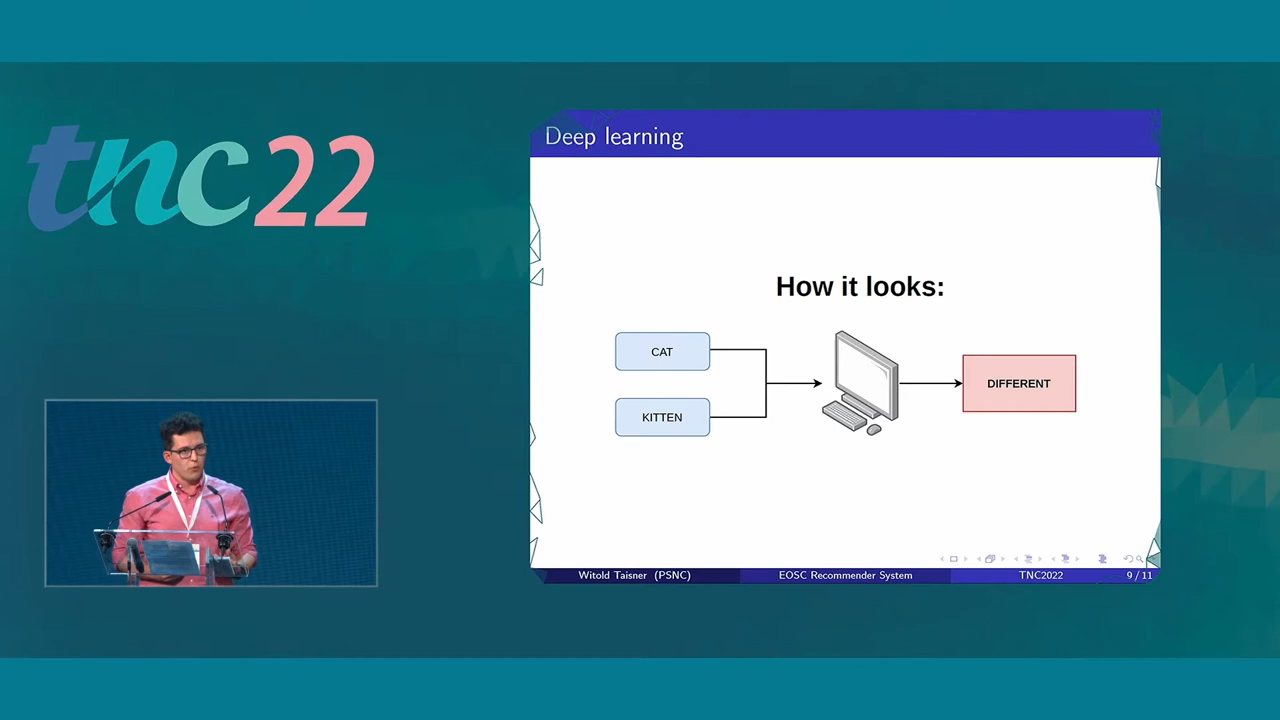 tnc22
Deep learning
How it looks:
CAT
KITTEN
DIFFERENT
Witold Taisner (PSNC)
EOSC Recommender System
TNC2022
9 / 11